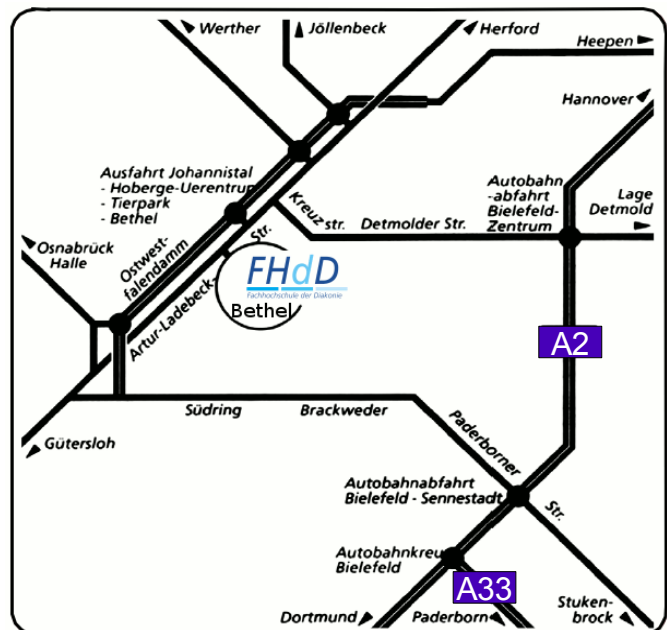 Werther
Jöllenbeck
Herford
Heepen
Hannover
Ausfahrt Johannistal
- Hoberge-Uerentrup
- Tierpark
- Bethel
Autobahn
-abfahrt
Bielefeld-
Zentrum
Lage
Detmold
Kreuz
str.
Detmolder Str.
Osnabrück
Halle
Ostwest-
falendamm
Artur-Ladebeck-
Str.
FHdD
Fachhochschule der Diakonie
Bethel
A2
Gütersloh
Südring
Brackweder
Paderborner
Str.
Autobahnabfahrt
Bielefeld - Sennestadt
Autobahnkreu
Bielefeld
A33
Dortmund
Paderborn
Stuken-
brock